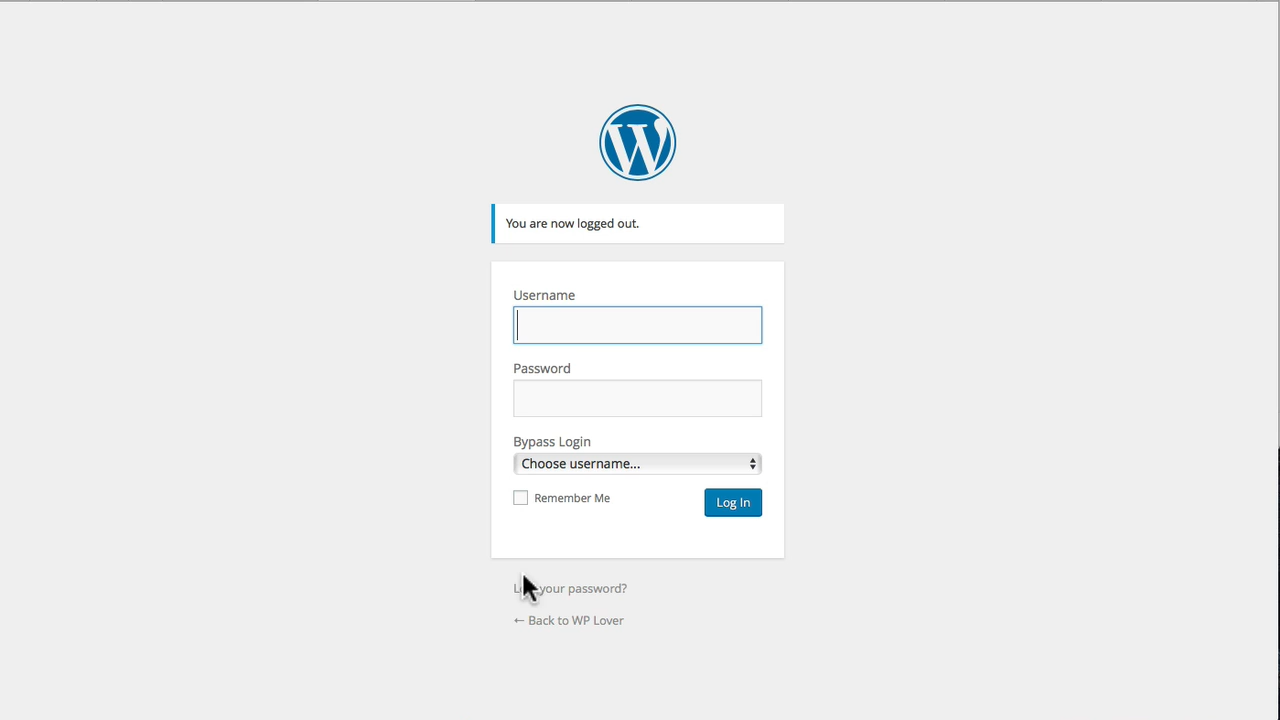 You are now logged out.
Username
Password
Bypass Login
Choose username...
Remember Me
Log In
your password?
← Back to WP Lover